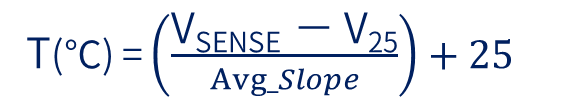 T(°C) = (V_SENSE − V_25 / Avg_Slope) + 25